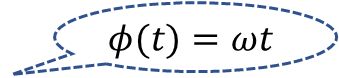 ϕ(t) = ωt